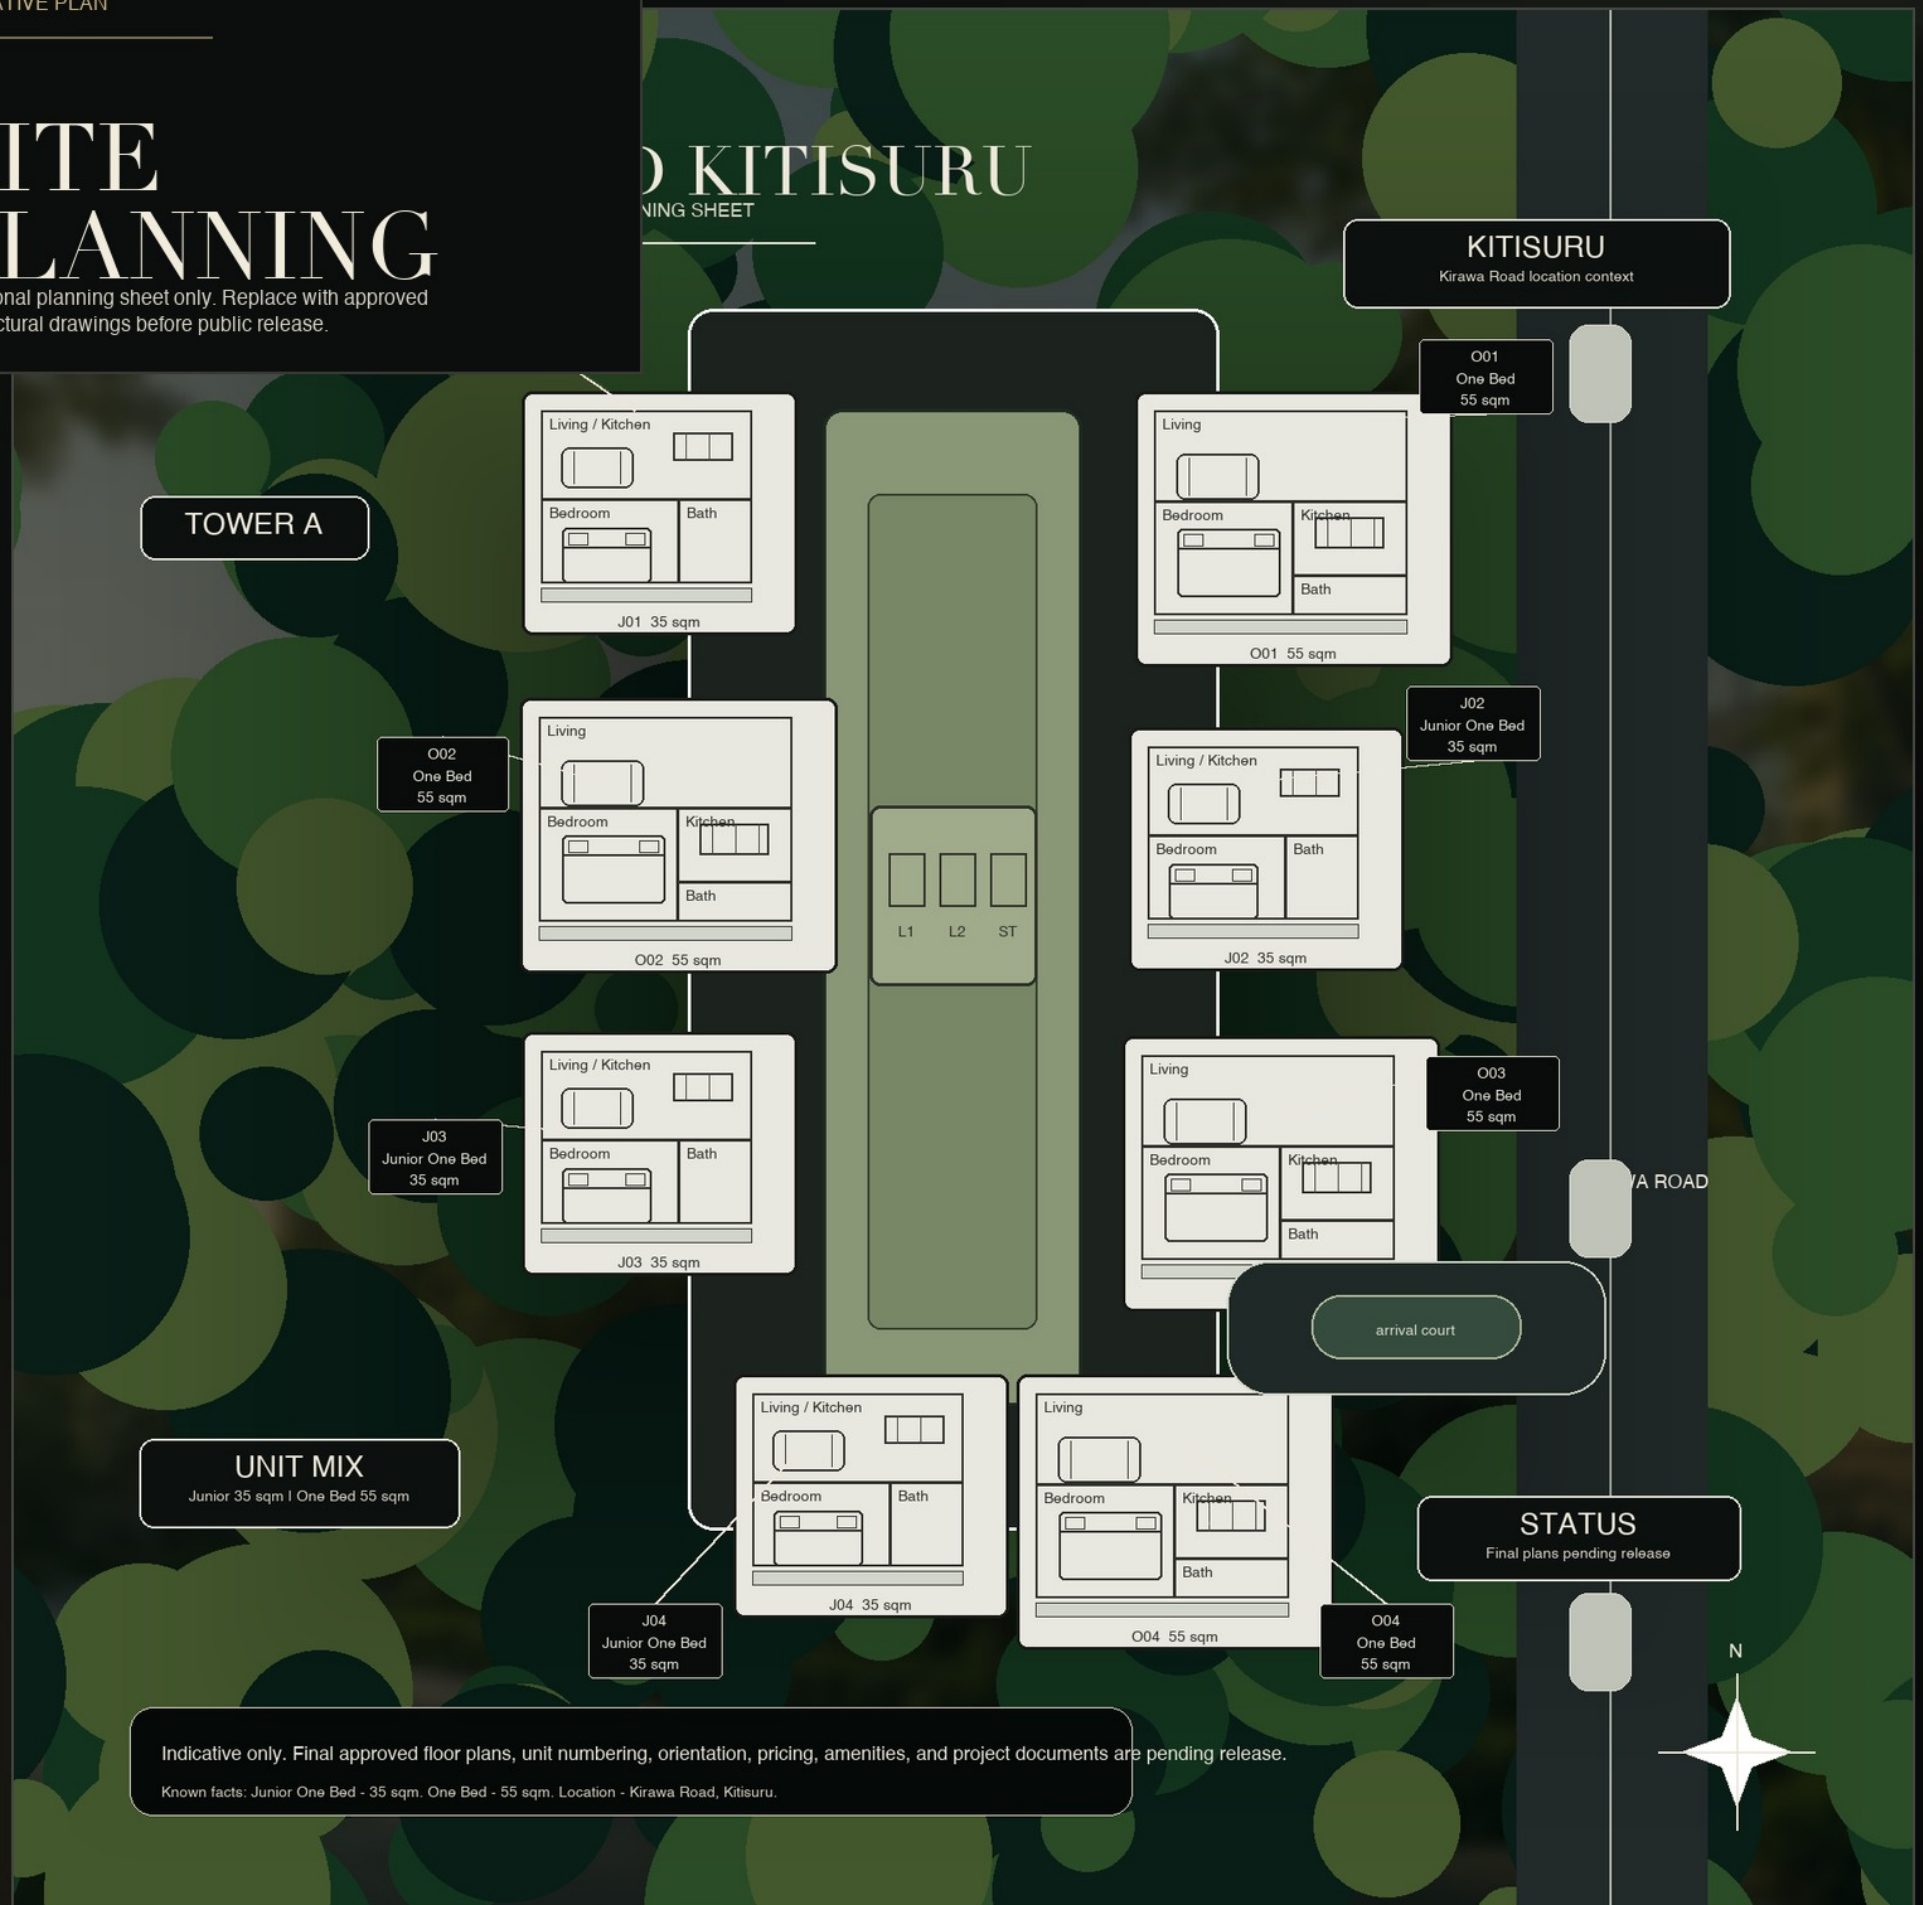 ATIVE PLAN
ITE
LANNING
onal planning sheet only. Replace with approved
ctural drawings before public release.
KITISURU
NING SHEET
KITISURU
Kirawa Road location context
O01
One Bed
55 sqm
Living / Kitchen
Bedroom
Bath
J01 35 sqm
Living
Bedroom
Kitchen
Bath
O01 55 sqm
TOWER A
J02
Junior One Bed
35 sqm
O02
One Bed
55 sqm
Living
Bedroom
Kitchen
Bath
O02 55 sqm
L1
L2
ST
Living / Kitchen
Bedroom
Bath
J02 35 sqm
J03
Junior One Bed
35 sqm
Living / Kitchen
Bedroom
Bath
J03 35 sqm
Living
Bedroom
Kitchen
Bath
O03
One Bed
55 sqm
WA ROAD
arrival court
UNIT MIX
Junior 35 sqm | One Bed 55 sqm
Living / Kitchen
Bedroom
Bath
J04 35 sqm
Living
Bedroom
Kitchen
Bath
O04 55 sqm
STATUS
Final plans pending release
J04
Junior One Bed
35 sqm
O04
One Bed
55 sqm
N
Indicative only. Final approved floor plans, unit numbering, orientation, pricing, amenities, and project documents are pending release.
Known facts: Junior One Bed - 35 sqm. One Bed - 55 sqm. Location - Kirawa Road, Kitisuru.